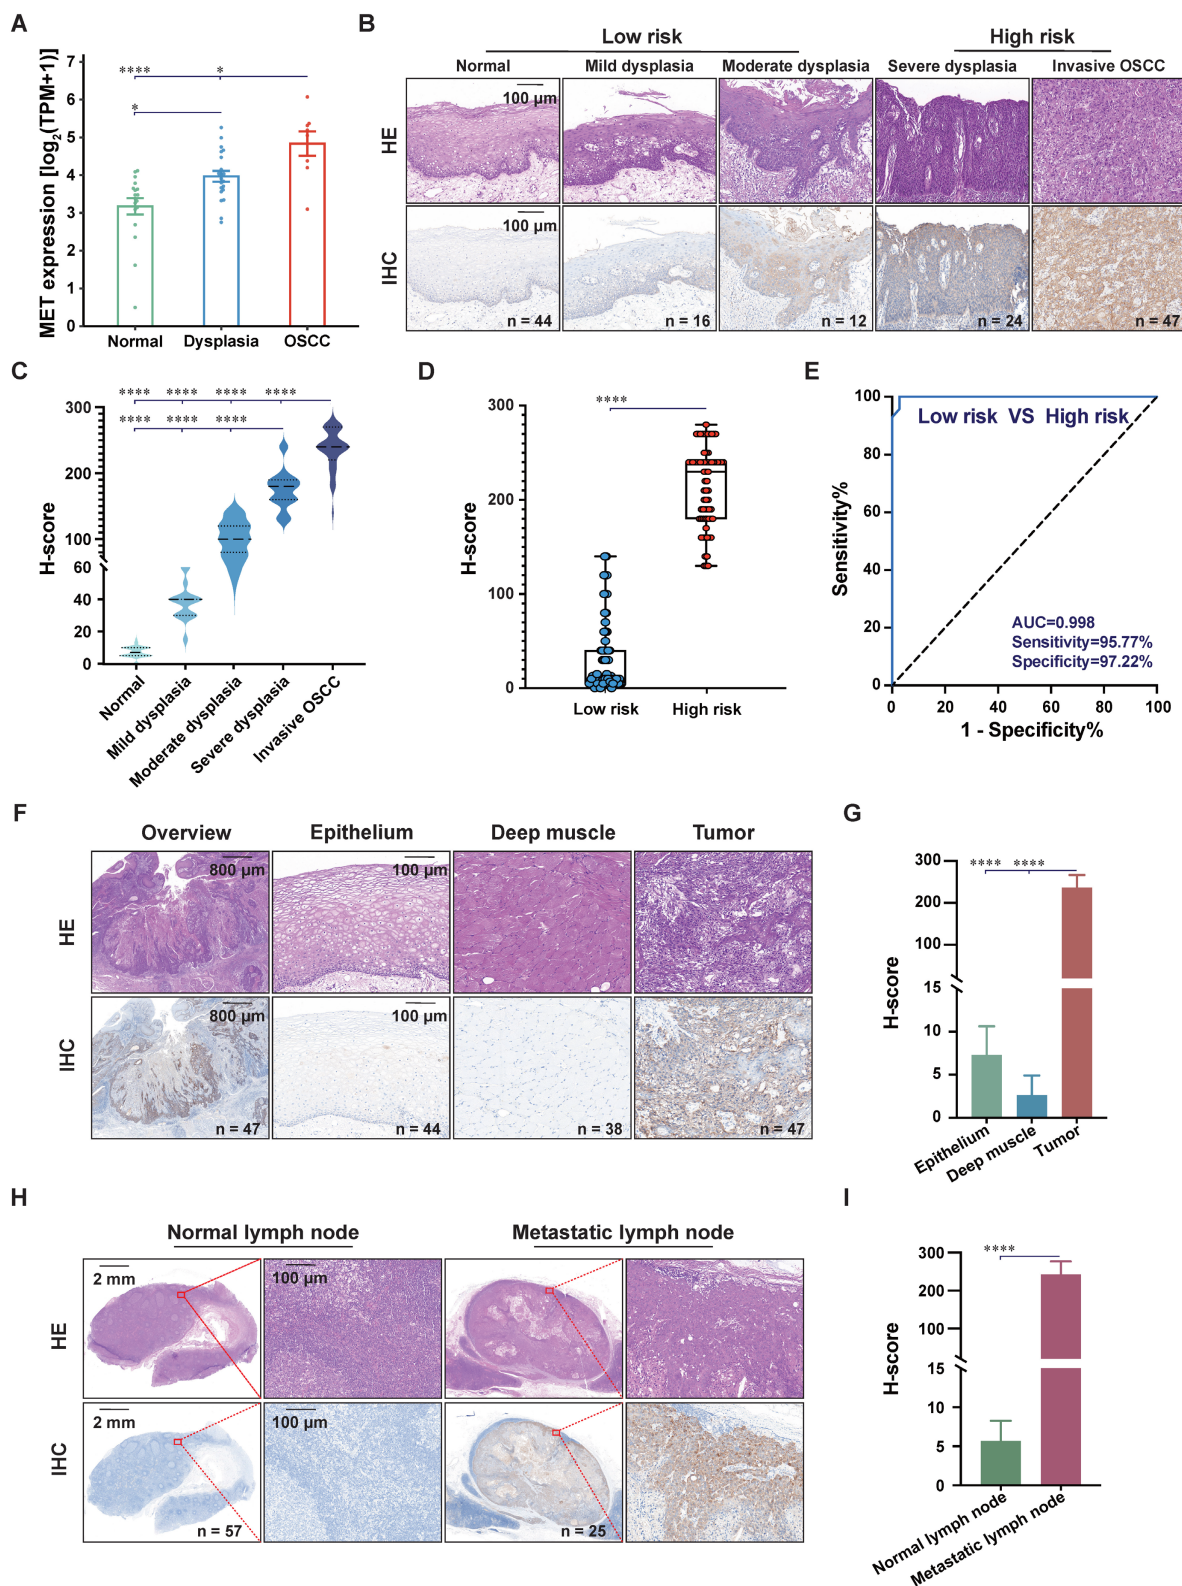 A
MET expression [log2(TPM+1)]
7
6
5
4
3
2
1
0
****
*
*
Normal
Dysplasia
OSCC
B
Low risk
High risk
Normal
Mild dysplasia
Moderate dysplasia
Severe dysplasia
Invasive OSCC
HE
100 µm
IHC
100 µm
n = 44
n = 16
n = 12
n = 24
n = 47
C
H-score
300
200
100
60
40
20
0
**** **** **** ****
**** **** ****
Normal
Mild dysplasia
Moderate dysplasia
Severe dysplasia
Invasive OSCC
D
H-score
300
200
100
0
****
Low risk
High risk
E
Sensitivity%
100
80
60
40
20
0
Low risk VS High risk
AUC=0.998
Sensitivity=95.77%
Specificity=97.22%
0 20 40 60 80 100
1 - Specificity%
F
Overview
Epithelium
Deep muscle
Tumor
HE
800 µm
100 µm
IHC
800 µm
100 µm
n = 47
n = 44
n = 38
n = 47
G
H-score
300
200
100
15
10
5
0
**** ****
Epithelium
Deep muscle
Tumor
H
Normal lymph node
Metastatic lymph node
HE
2 mm
100 µm
IHC
2 mm
100 µm
n = 57
n = 25
I
H-score
300
200
100
15
10
5
0
****
Normal lymph node
Metastatic lymph node